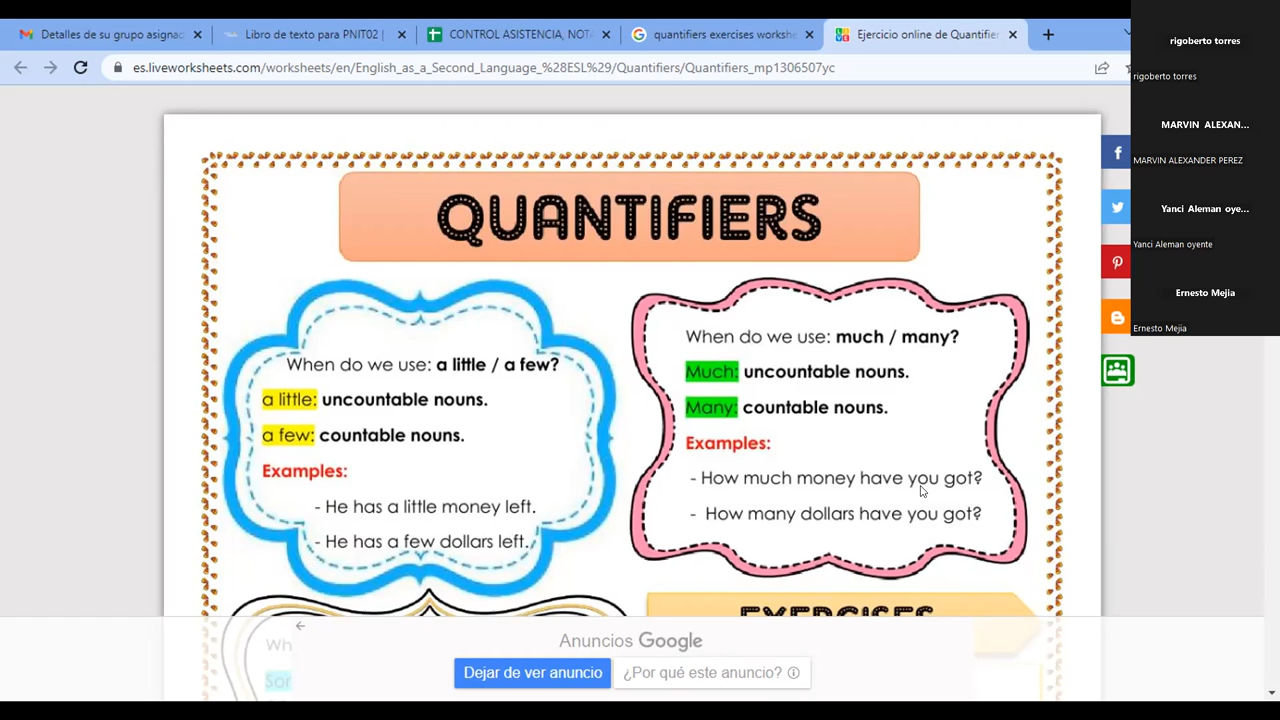 Detalles de su grupo asignad
Libro de texto para PNIT02 |
CONTROL ASISTENCIA, NOTA
quantifiers exercises workshe
Ejercicio online de Quantifier
es.liveworksheets.com/worksheets/en/English_as_a_Second_Language_%28ESL%29/Quantifiers/Quantifiers_mp1306507yc
rigoberto torres
rigoberto torres
MARVIN ALEXAN...
MARVIN ALEXANDER PEREZ
Yanci Aleman oye...
Yanci Aleman oyente
Ernesto Mejia
Ernesto Mejia
QUANTIFIERS
When do we use: a little / a few?
a little: uncountable nouns.
a few: countable nouns.
Examples:
- He has a little money left.
- He has a few dollars left.
When do we use: much / many?
Much: uncountable nouns.
Many: countable nouns.
Examples:
- How much money have you got?
- How many dollars have you got?
EXERCISES
Wh
Sor
Anuncios Google
Dejar de ver anuncio
¿Por qué este anuncio?